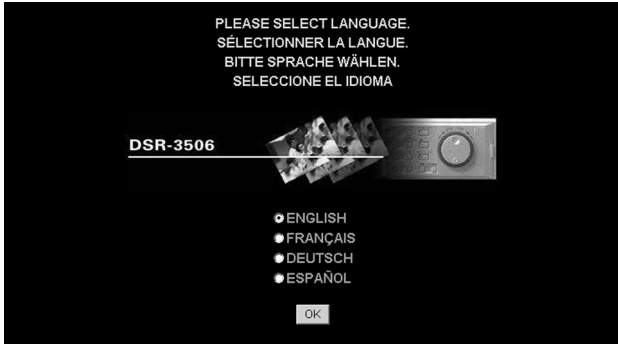 PLEASE SELECT LANGUAGE.
SÉLECTIONNER LA LANGUE.
BITTE SPRACHE WÄHLEN.
SELECCIONE EL IDIOMA
DSR-3506
ENGLISH
FRANÇAIS
DEUTSCH
ESPAÑOL
OK